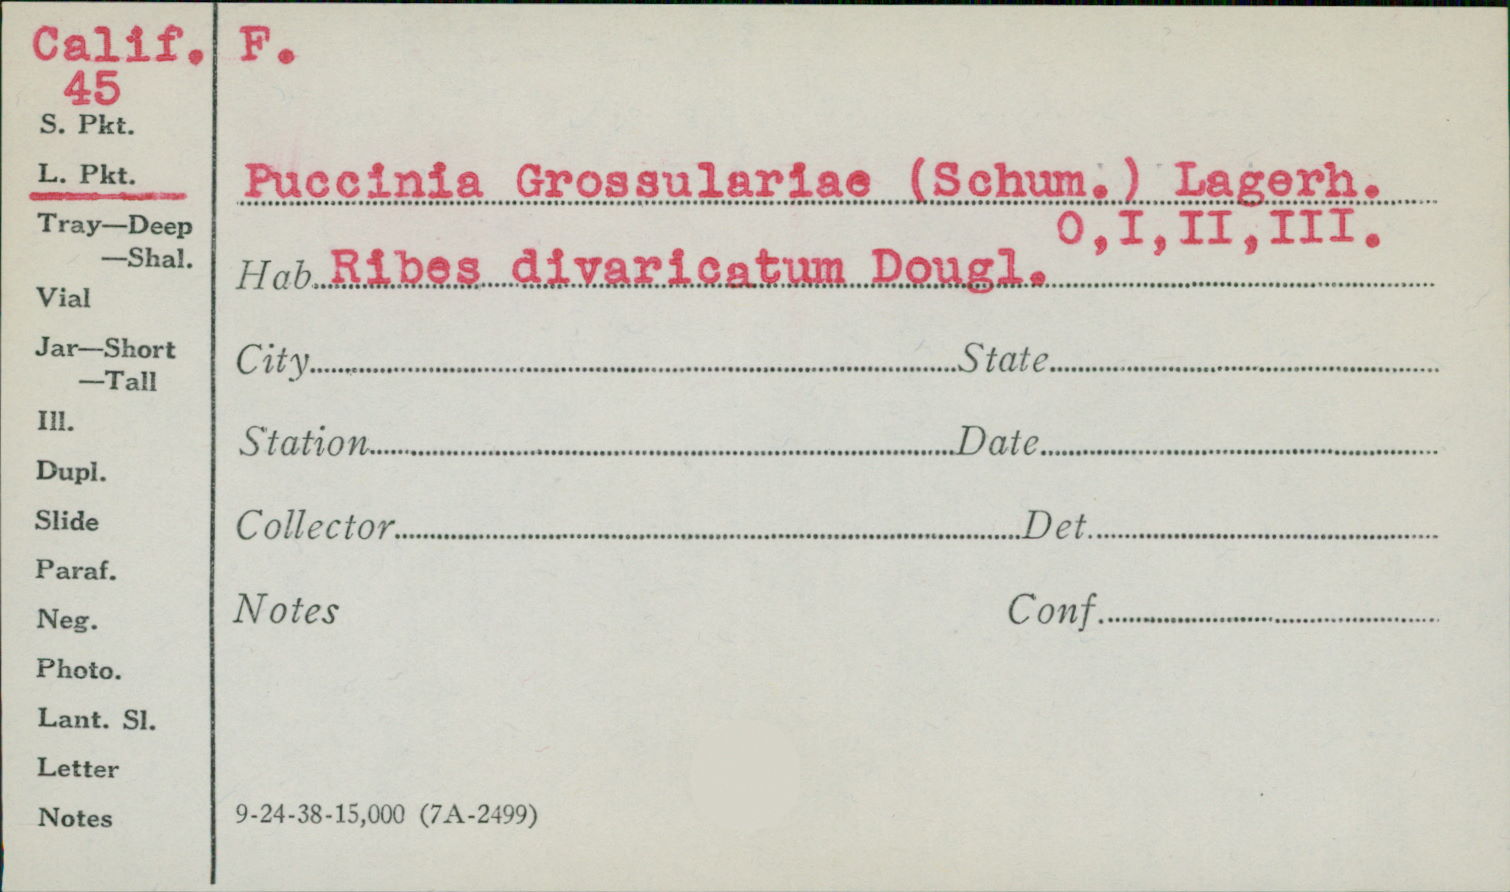 Calif. F.
45
S. Pkt.
L. Pkt.
Puccinia Grossulariae (Schum.) Lagerh.
O,I,II,III.
Tray—Deep
—Shal.
Hab. Ribes divaricatum Dougl.
Vial
Jar—Short
—Tall
City State
Ill.
Station Date
Dupl.
Slide
Collector Det.
Paraf.
Neg.
Notes Conf.
Photo.
Lant. Sl.
Letter
Notes
9-24-38-15,000 (7A-2499)